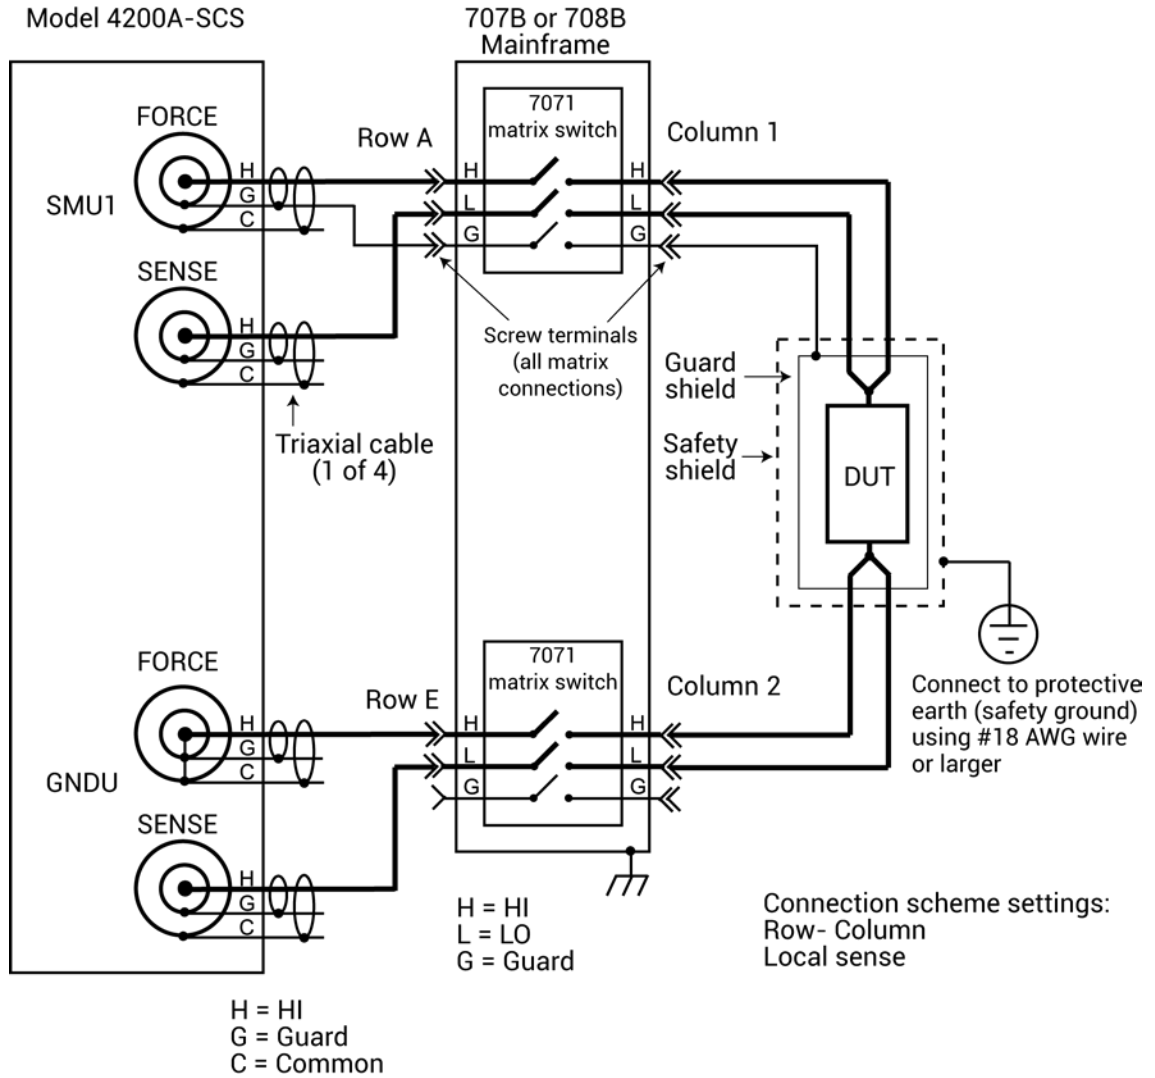 Model 4200A-SCS
707B or 708B
Mainframe
FORCE
H
G
C
SMU1
SENSE
H
G
C
Triaxial cable
(1 of 4)
Row A
7071
matrix switch
H
L
G
H
L
G
Column 1
Screw terminals
(all matrix
connections)
Guard
shield
Safety
shield
DUT
Connect to protective
earth (safety ground)
using #18 AWG wire
or larger
FORCE
H
G
C
GNDU
SENSE
H
G
C
Row E
7071
matrix switch
H
L
G
H
L
G
Column 2
H = HI
L = LO
G = Guard
Connection scheme settings:
Row- Column
Local sense
H = HI
G = Guard
C = Common